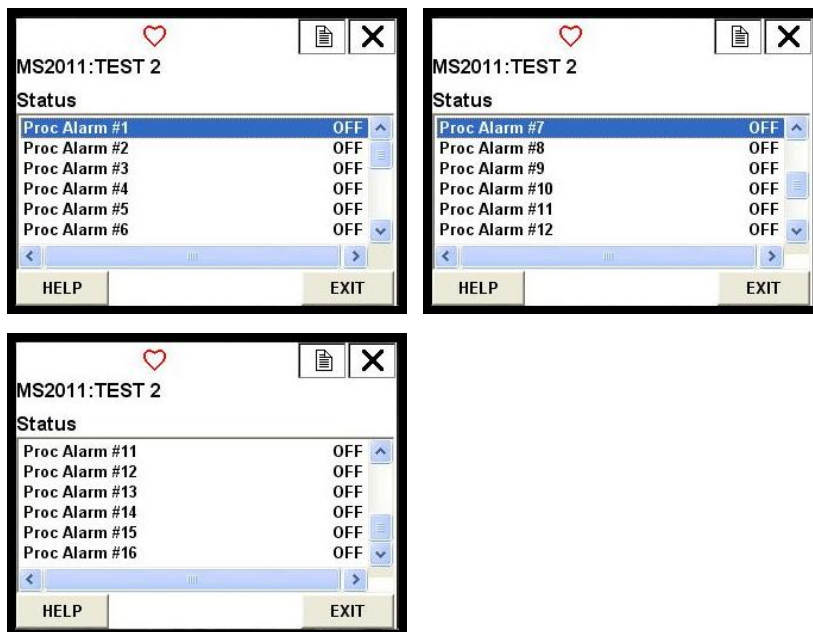 MS2011:TEST 2
Status
Proc Alarm #1 OFF
Proc Alarm #2 OFF
Proc Alarm #3 OFF
Proc Alarm #4 OFF
Proc Alarm #5 OFF
Proc Alarm #6 OFF
HELP EXIT
MS2011:TEST 2
Status
Proc Alarm #7 OFF
Proc Alarm #8 OFF
Proc Alarm #9 OFF
Proc Alarm #10 OFF
Proc Alarm #11 OFF
Proc Alarm #12 OFF
HELP EXIT
MS2011:TEST 2
Status
Proc Alarm #11 OFF
Proc Alarm #12 OFF
Proc Alarm #13 OFF
Proc Alarm #14 OFF
Proc Alarm #15 OFF
Proc Alarm #16 OFF
HELP EXIT